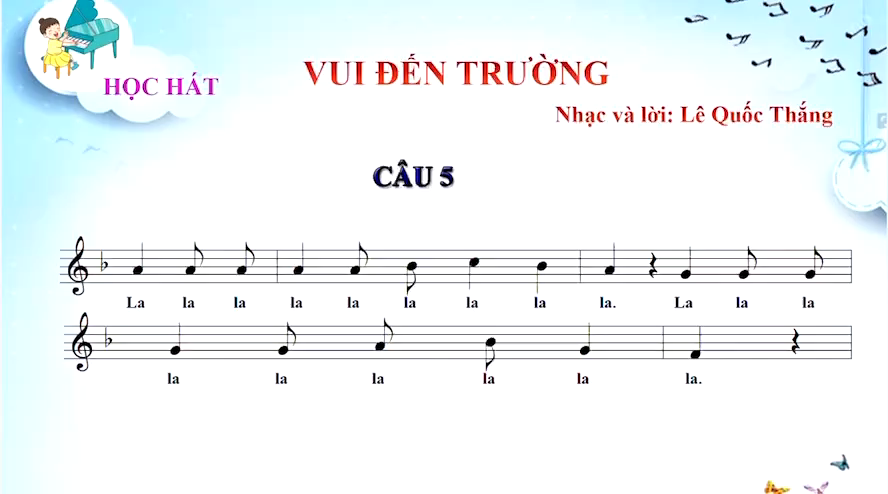 HỌC HÁT
VUI ĐẾN TRƯỜNG
Nhạc và lời: Lê Quốc Thắng
CÂU 5
La la la la la la la la la. La la la
la la la la la la.